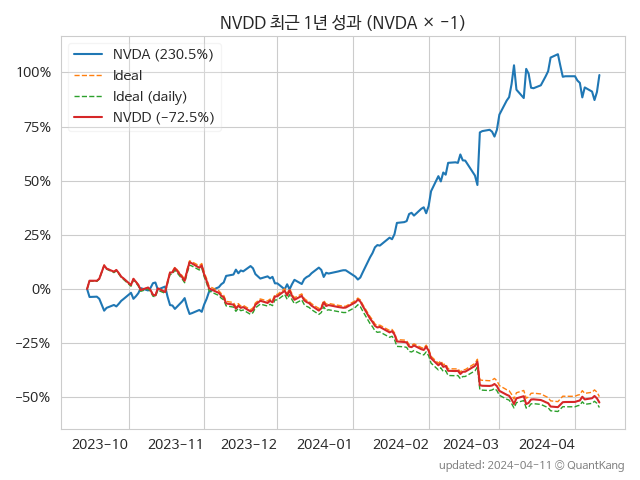 NVDD 최근 1년 성과 (NVDA × −1)
NVDA (230.5%)
Ideal
Ideal (daily)
NVDD (−72.5%)
100%
75%
50%
25%
0%
−25%
−50%
2023-10 2023-11 2023-12 2024-01 2024-02 2024-03 2024-04
updated: 2024-04-11 © QuantKang